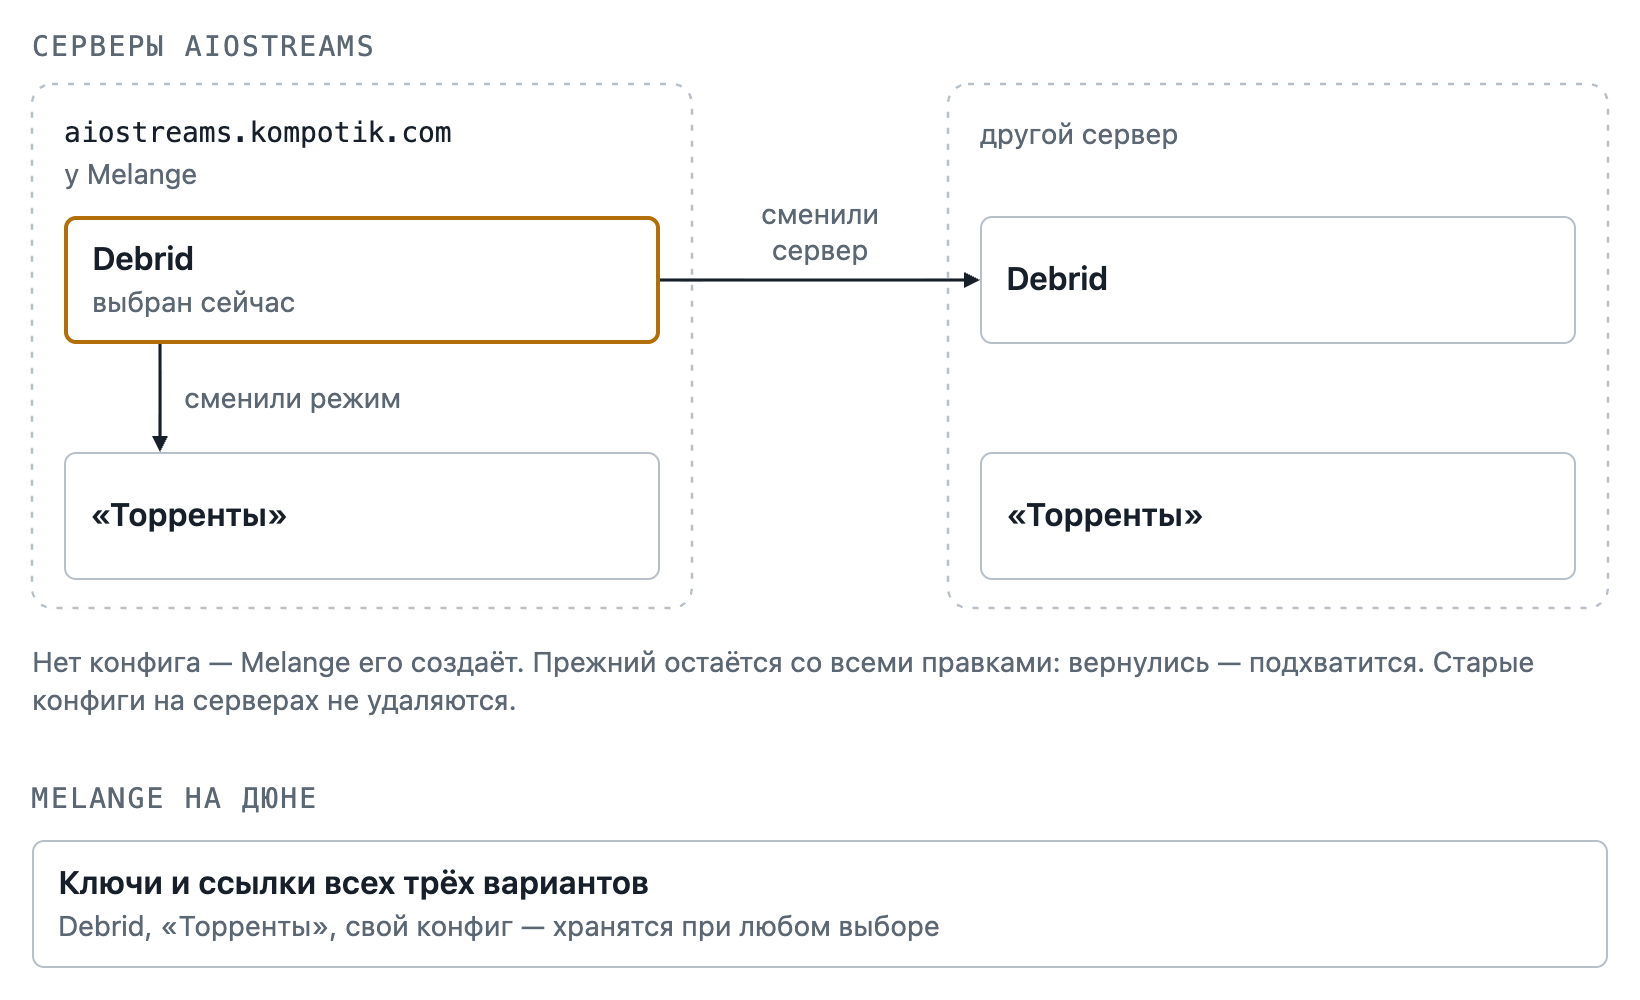 СЕРВЕРЫ AIOSTREAMS
aiostreams.kompotik.com
у Melange
другой сервер
Debrid
выбран сейчас
сменили
сервер
Debrid
сменили режим
«Торренты»
«Торренты»
Нет конфига — Melange его создаёт. Прежний остаётся со всеми правками: вернулись — подхватится. Старые
конфиги на серверах не удаляются.
MELANGE НА ДЮНЕ
Ключи и ссылки всех трёх вариантов
Debrid, «Торренты», свой конфиг — хранятся при любом выборе